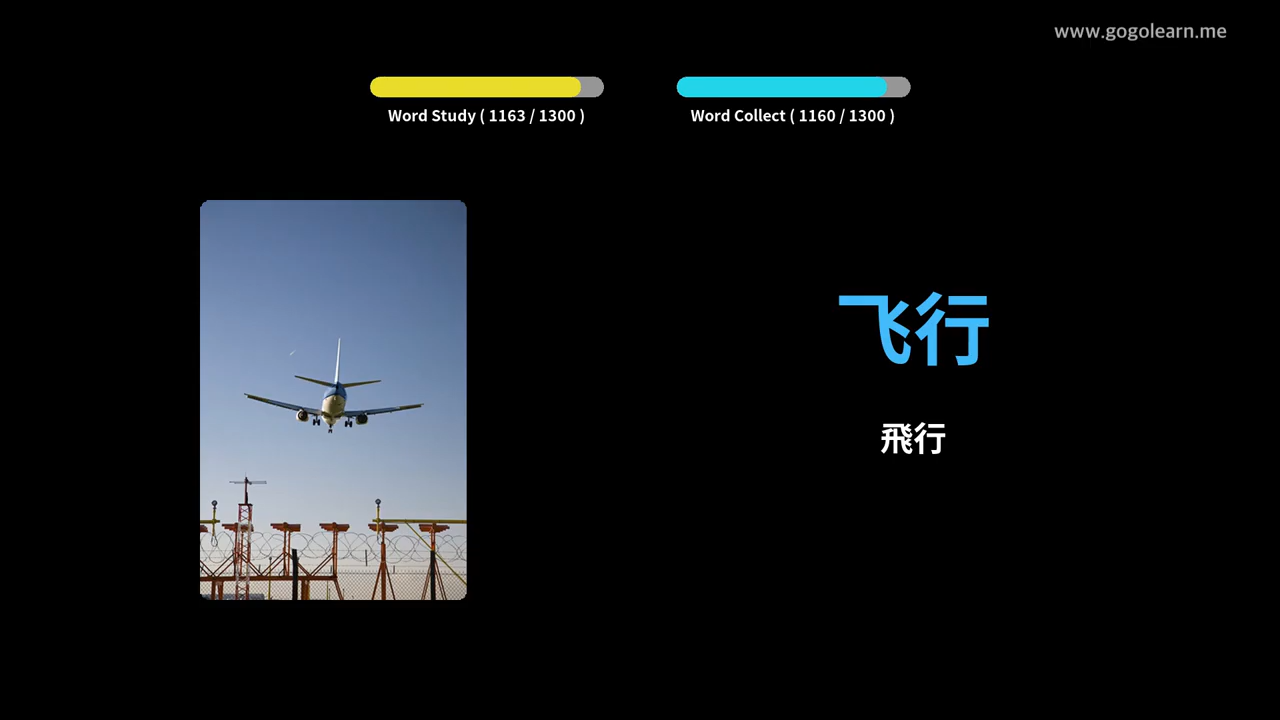 www.gogolearn.me
Word Study ( 1163 / 1300 )
Word Collect ( 1160 / 1300 )
飞行
飛行